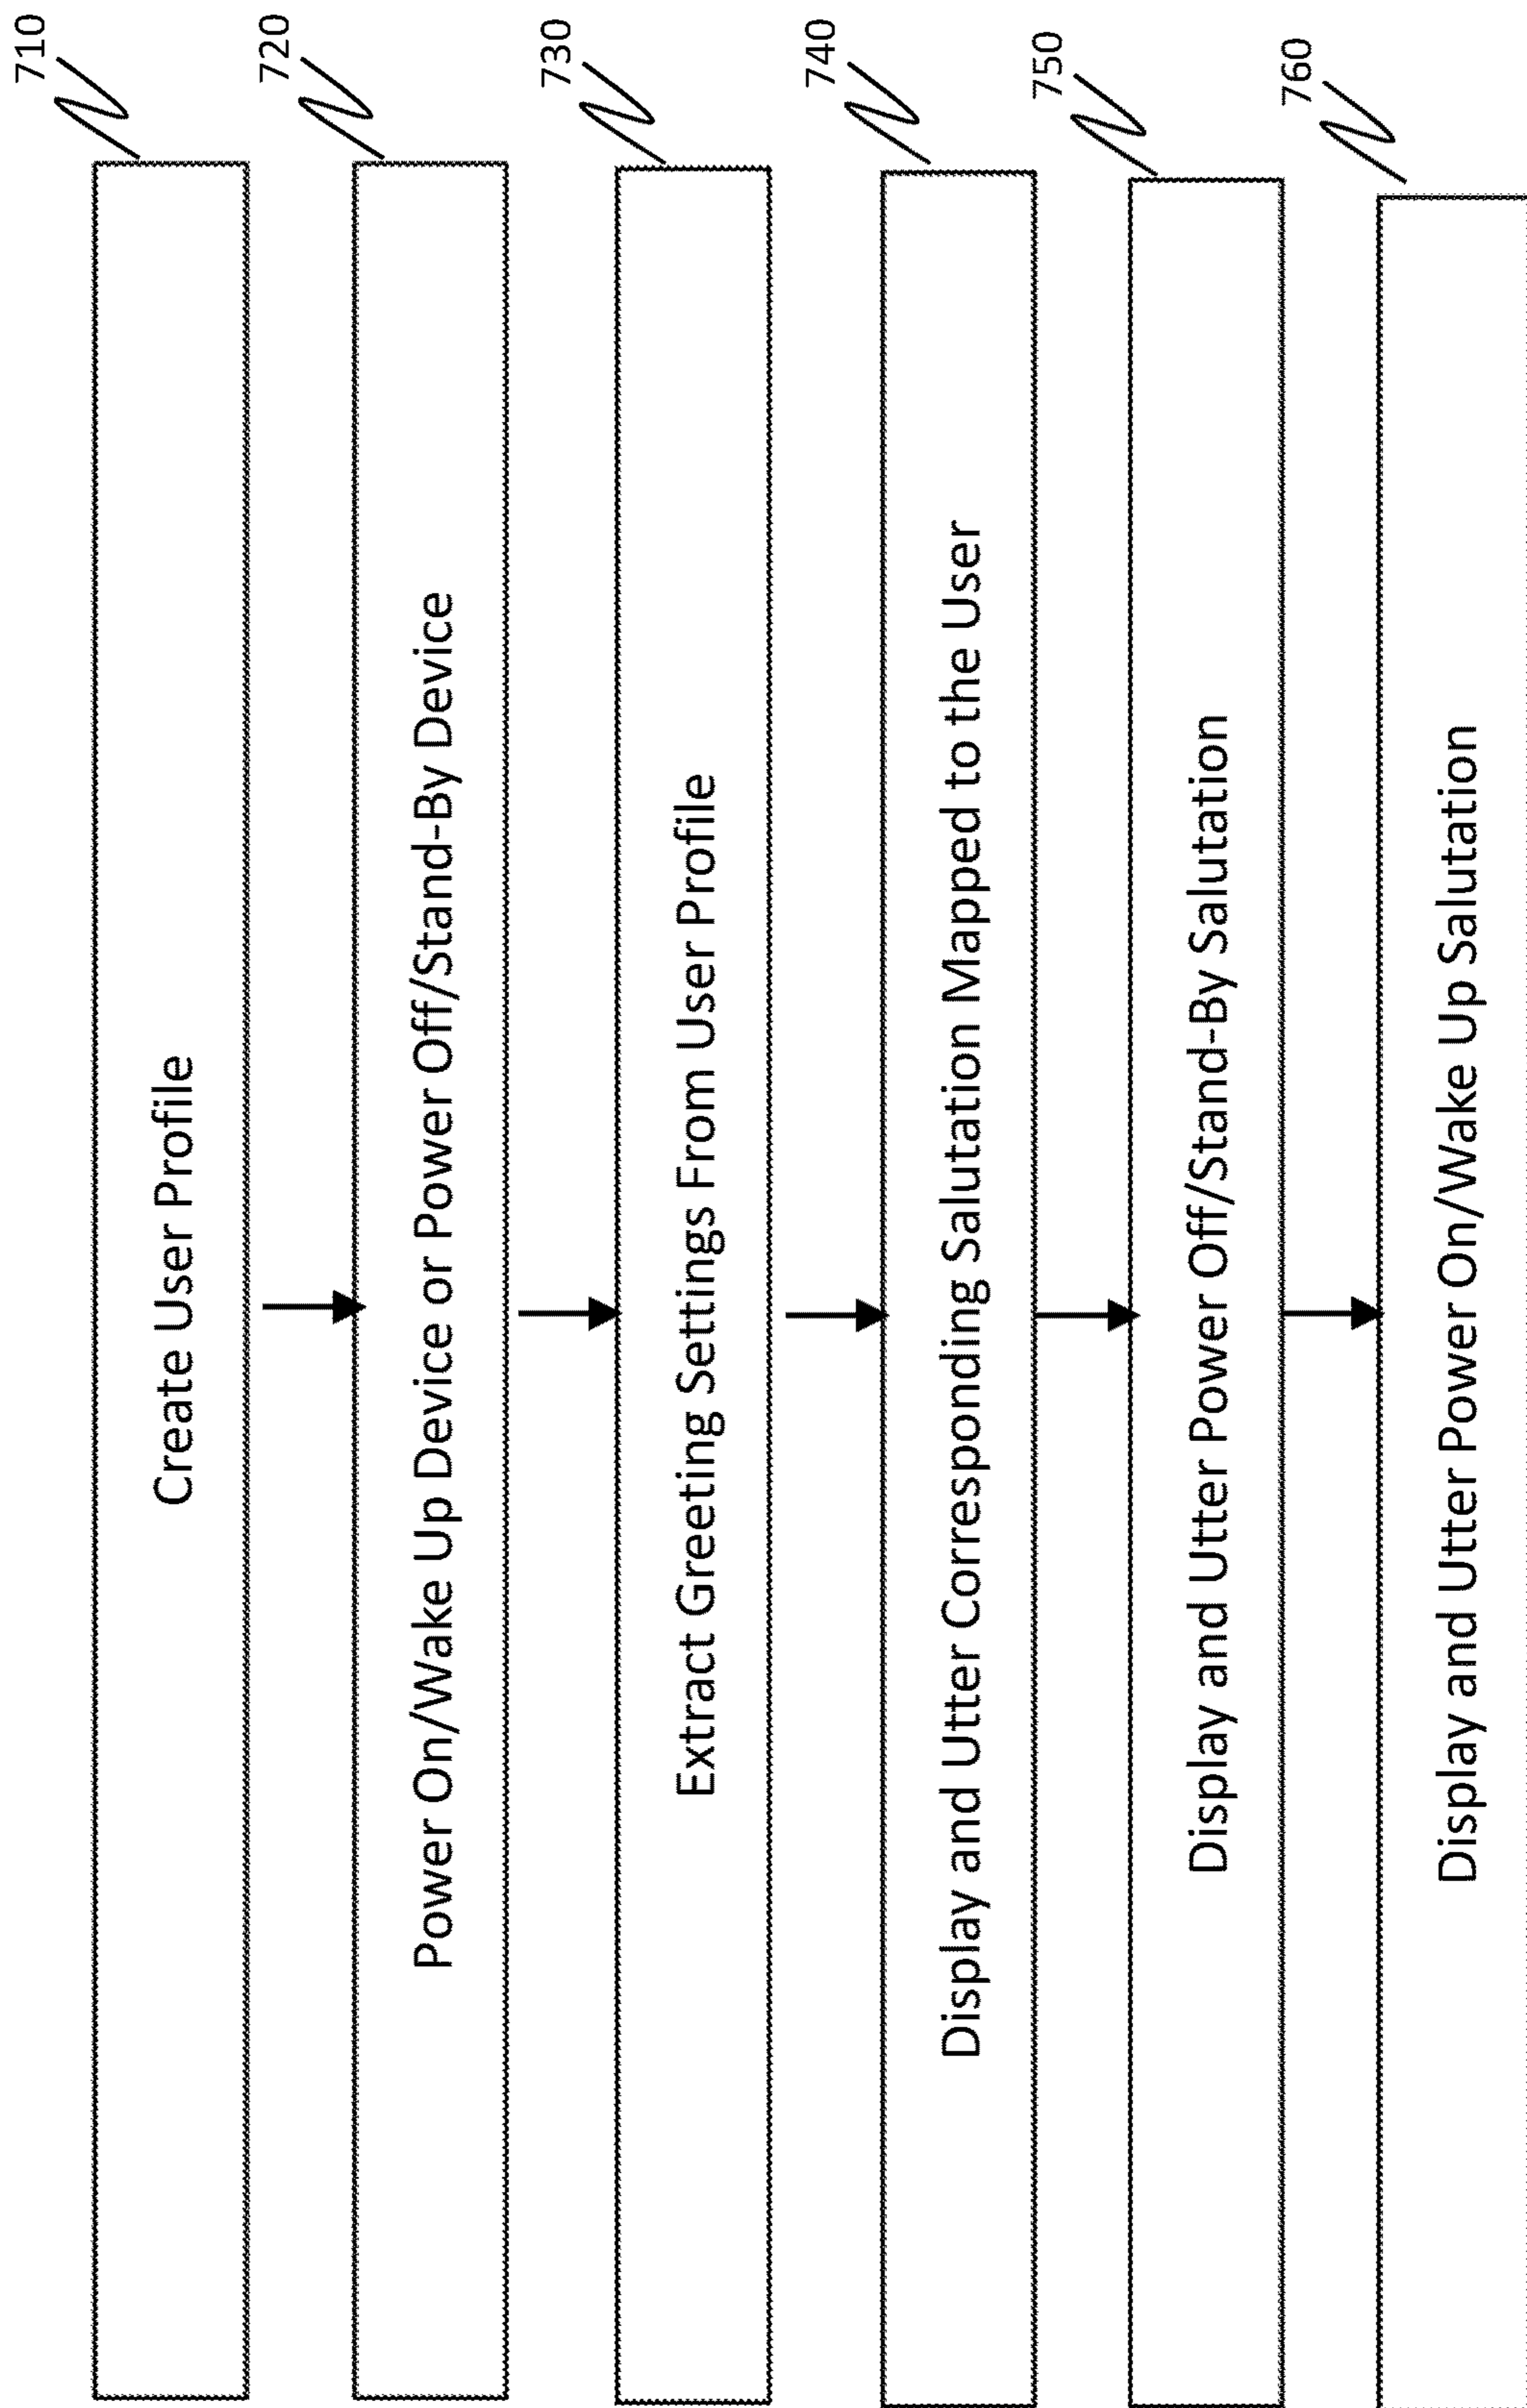 710
Create User Profile
720
Power On/Wake Up Device or Power Off/Stand-By Device
730
Extract Greeting Settings From User Profile
740
Display and Utter Corresponding Salutation Mapped to the User
750
Display and Utter Power Off/Stand-By Salutation
760
Display and Utter Power On/Wake Up Salutation